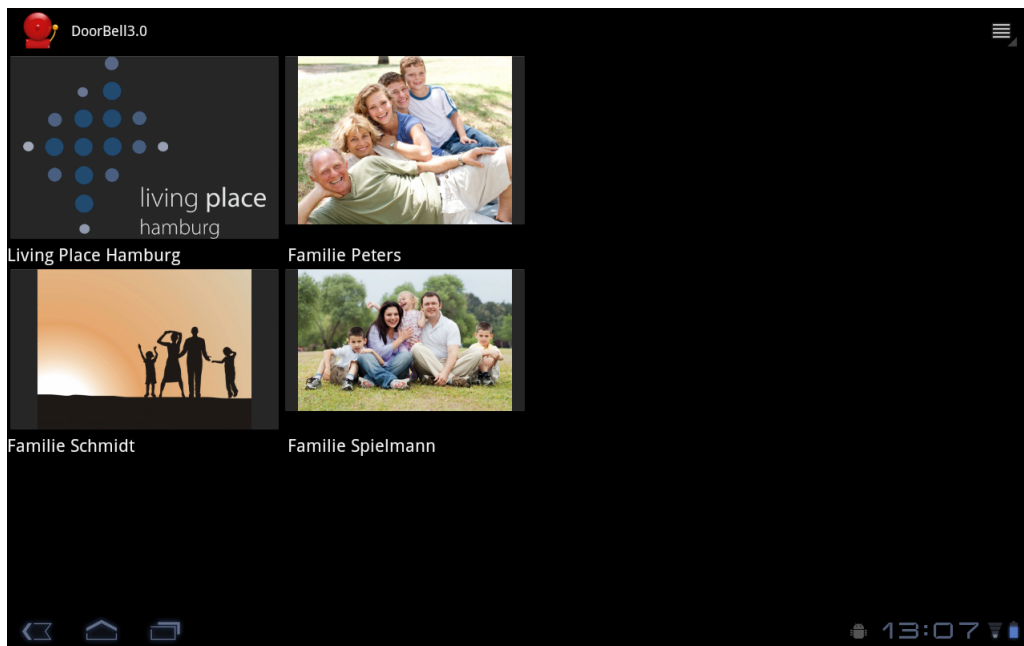 DoorBell3.0
living place
hamburg
Living Place Hamburg
Familie Peters
Familie Schmidt
Familie Spielmann
13:07